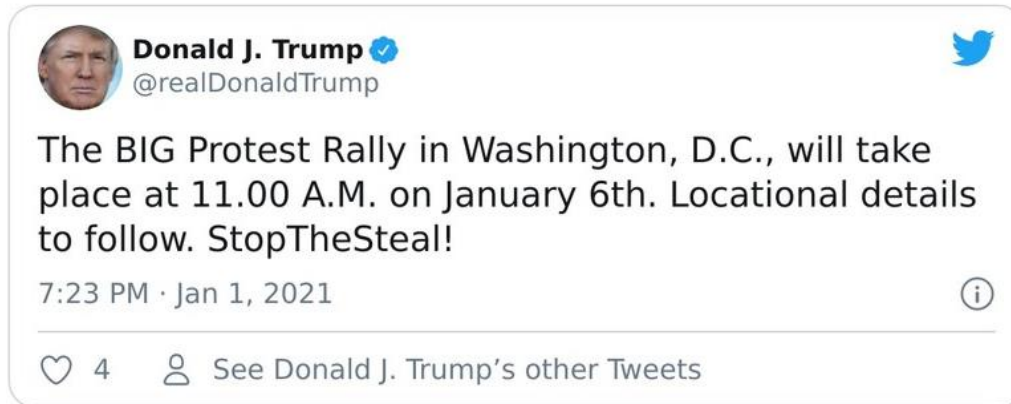 Donald J. Trump
@realDonaldTrump
The BIG Protest Rally in Washington, D.C., will take
place at 11.00 A.M. on January 6th. Locational details
to follow. StopTheSteal!
7:23 PM · Jan 1, 2021
4 See Donald J. Trump’s other Tweets